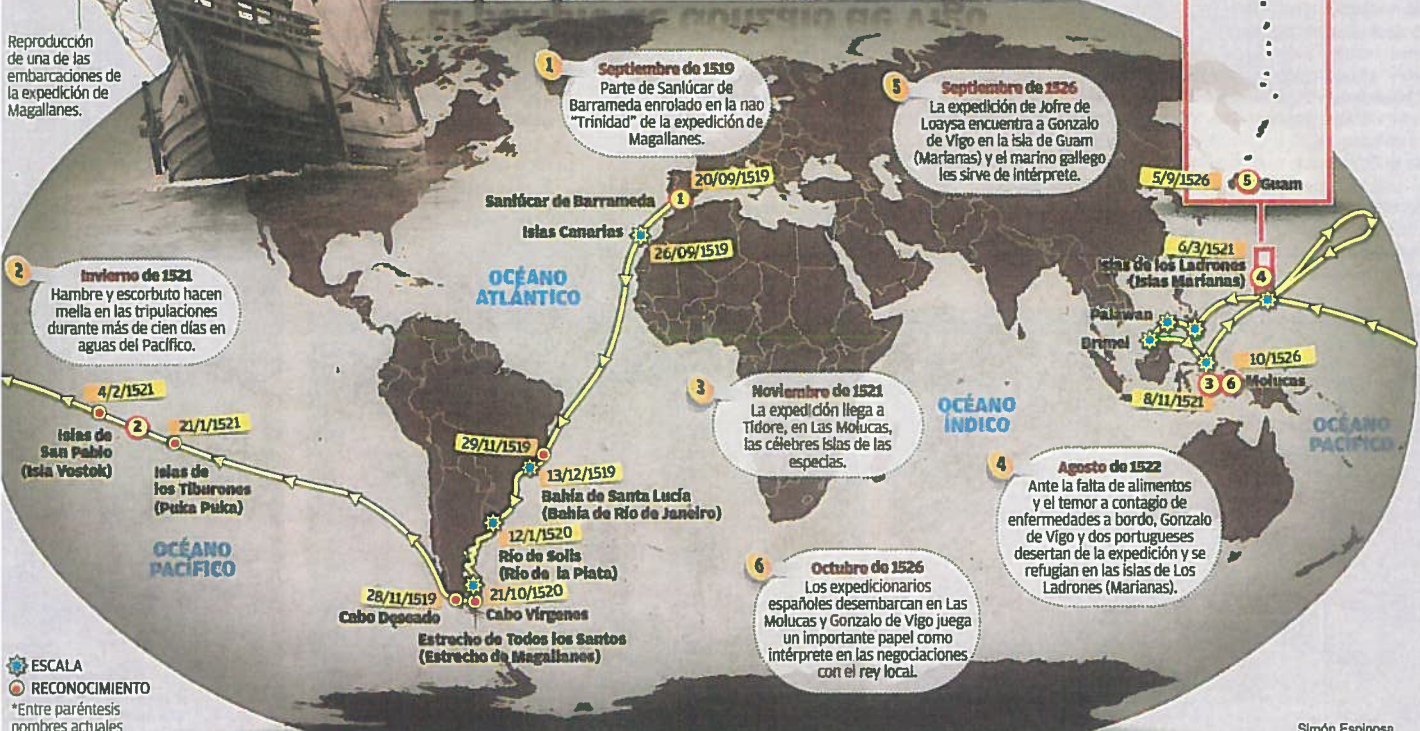 Reproducción
de una de las
embarcaciones de
la expedición de
Magallanes.
1
Septiembre de 1519
Parte de Sanlúcar de
Barrameda enrolado en la nao
"Trinidad" de la expedición de
Magallanes.
5
Septiembre de 1526
La expedición de Jofre de
Loaysa encuentra a Gonzalo
de Vigo en la isla de Guam
(Marianas) y el marino gallego
les sirve de intérprete.
5/9/1526
5
Guam
20/09/1519
Sanlúcar de Barrameda
1
Islas Canarias
26/09/1519
OCÉANO
ATLÁNTICO
6/3/1521
Islas de los Ladrones
(Islas Marianas)
4
Palawan
Brunei
10/1526
3
6
Molucas
8/11/1521
2
Invierno de 1521
Hambre y escorbuto hacen
mella en las tripulaciones
durante más de cien días en
aguas del Pacífico.
4/2/1521
2
21/1/1521
Islas de
San Pablo
(Isla Vostok)
Islas de
los Tiburones
(Puka Puka)
OCÉANO
PACÍFICO
3
Noviembre de 1521
La expedición llega a
Tidore, en Las Molucas,
las célebres islas de las
especias.
OCÉANO
ÍNDICO
OCÉANO
PACÍFICO
29/11/1519
13/12/1519
Bahía de Santa Lucía
(Bahía de Río de Janeiro)
12/1/1520
Río de Solís
(Río de la Plata)
28/11/1519
21/10/1520
Cabo Deseado
Cabo Vírgenes
Estrecho de Todos los Santos
(Estrecho de Magallanes)
4
Agosto de 1522
Ante la falta de alimentos
y el temor a contagio de
enfermedades a bordo, Gonzalo
de Vigo y dos portugueses
desertan de la expedición y se
refugian en las islas de Los
Ladrones (Marianas).
6
Octubre de 1526
Los expedicionarios
españoles desembarcan en Las
Molucas y Gonzalo de Vigo juega
un importante papel como
intérprete en las negociaciones
con el rey local.
ESCALA
RECONOCIMIENTO
*Entre paréntesis
nombres actuales
Simón Espinosa